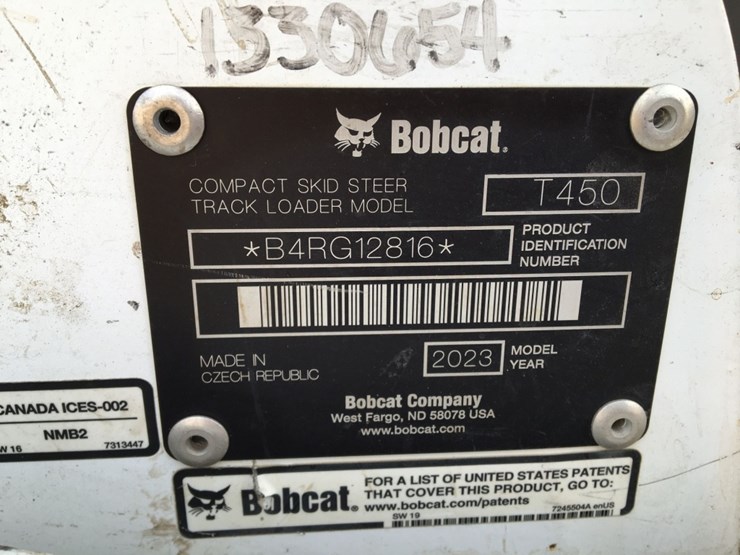 1330654
Bobcat.
COMPACT SKID STEER
TRACK LOADER MODEL
T450
*B4RG12816*
PRODUCT
IDENTIFICATION
NUMBER
MADE IN
CZECH REPUBLIC
2023
MODEL
YEAR
Bobcat Company
West Fargo, ND 58078 USA
www.bobcat.com
CANADA ICES-002
NMB2
W 16
7313447
Bobcat.
FOR A LIST OF UNITED STATES PATENTS
THAT COVER THIS PRODUCT, GO TO:
www.bobcat.com/patents
SW 19
7245504A enUS